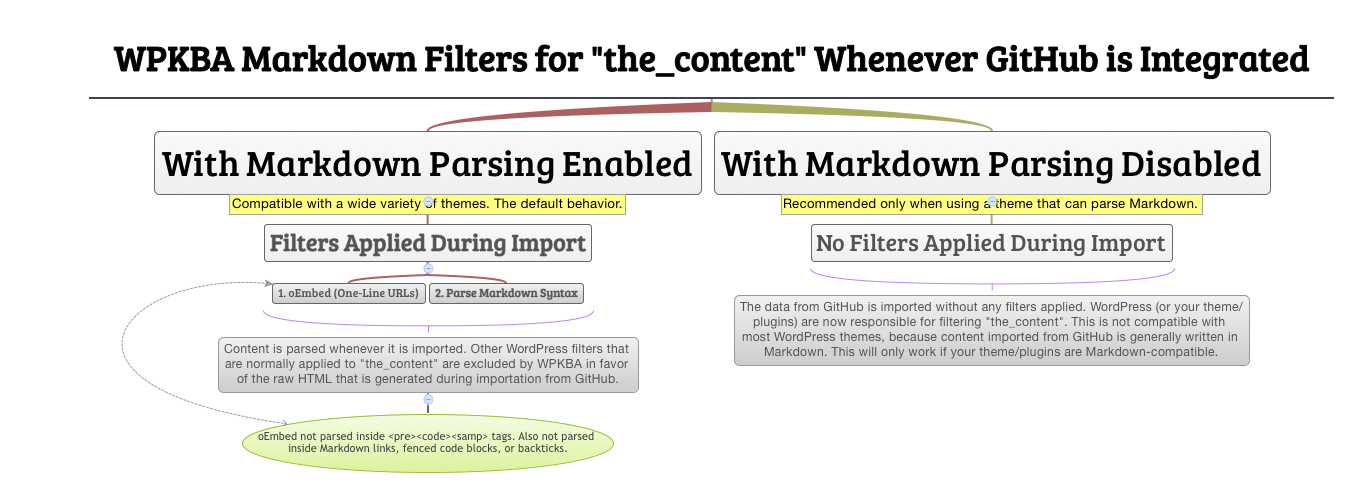 WPKBA Markdown Filters for "the_content" Whenever GitHub is Integrated
With Markdown Parsing Enabled
Compatible with a wide variety of themes. The default behavior.
Filters Applied During Import
1. oEmbed (One-Line URLs)
2. Parse Markdown Syntax
Content is parsed whenever it is imported. Other WordPress filters that
are normally applied to "the_content" are excluded by WPKBA in favor
of the raw HTML that is generated during importation from GitHub.
oEmbed not parsed inside <pre><code><samp> tags. Also not parsed
inside Markdown links, fenced code blocks, or backticks.
With Markdown Parsing Disabled
Recommended only when using a theme that can parse Markdown.
No Filters Applied During Import
The data from GitHub is imported without any filters applied. WordPress (or your theme/
plugins) are now responsible for filtering "the_content". This is not compatible with
most WordPress themes, because content imported from GitHub is generally written in
Markdown. This will only work if your theme/plugins are Markdown-compatible.